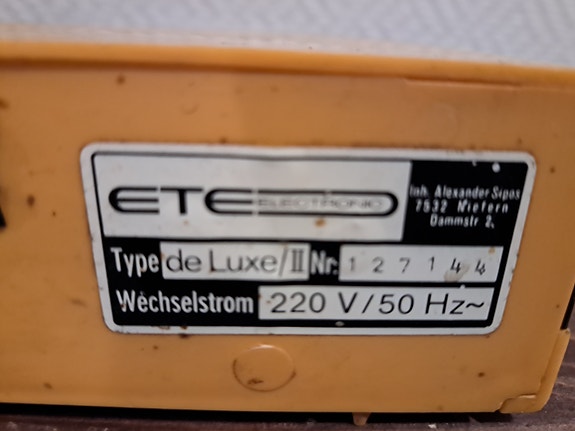 ETE ELECTRONIC
Inh. Alexander Sipos
7532 Niefern
Dammstr 2.
Type de Luxe/II Nr. 127144
Wechselstrom 220 V/50 Hz~